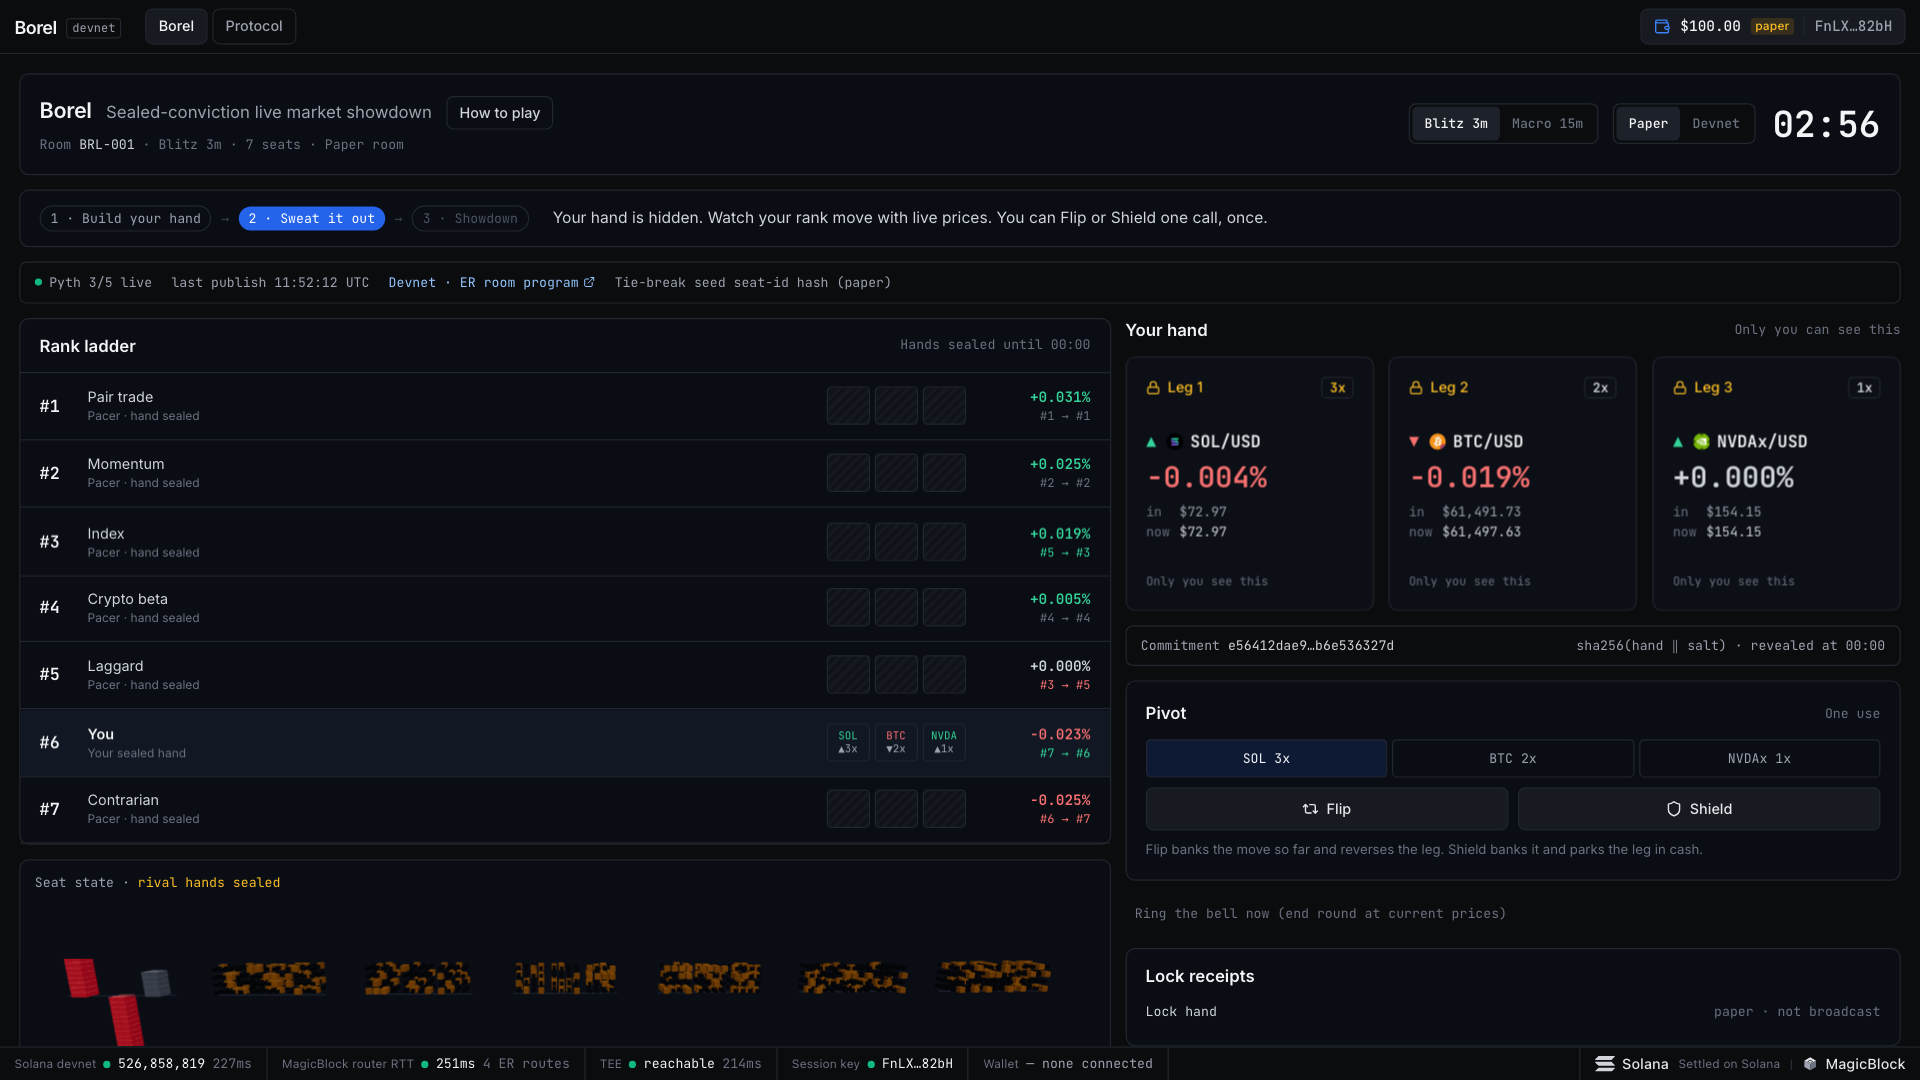 Borel devnet Borel Protocol $100.00 paper FnLX…82bH
Borel Sealed-conviction live market showdown How to play
Room BRL-001 · Blitz 3m · 7 seats · Paper room
Blitz 3m Macro 15m Paper Devnet 02:56
1 · Build your hand → 2 · Sweat it out → 3 · Showdown Your hand is hidden. Watch your rank move with live prices. You can Flip or Shield one call, once.
Pyth 3/5 live last publish 11:52:12 UTC Devnet · ER room program Tie-break seed seat-id hash (paper)
Rank ladder Hands sealed until 00:00
#1 Pair trade +0.031%
Pacer · hand sealed #1 → #1
#2 Momentum +0.025%
Pacer · hand sealed #2 → #2
#3 Index +0.019%
Pacer · hand sealed #5 → #3
#4 Crypto beta +0.005%
Pacer · hand sealed #4 → #4
#5 Laggard +0.000%
Pacer · hand sealed #3 → #5
#6 You SOL BTC NVDA -0.023%
Your sealed hand ▲3x ▼2x ▲1x #7 → #6
#7 Contrarian -0.025%
Pacer · hand sealed #6 → #7
Seat state · rival hands sealed
Your hand Only you can see this
Leg 1 3x
▲ SOL/USD
-0.004%
in $72.97
now $72.97
Only you see this
Leg 2 2x
▼ BTC/USD
-0.019%
in $61,491.73
now $61,497.63
Only you see this
Leg 3 1x
▲ NVDAx/USD
+0.000%
in $154.15
now $154.15
Only you see this
Commitment e56412dae9…b6e536327d sha256(hand ‖ salt) · revealed at 00:00
Pivot One use
SOL 3x BTC 2x NVDAx 1x
Flip Shield
Flip banks the move so far and reverses the leg. Shield banks it and parks the leg in cash.
Ring the bell now (end round at current prices)
Lock receipts
Lock hand paper · not broadcast
Solana devnet 526,858,819 227ms MagicBlock router RTT 251ms 4 ER routes TEE reachable 214ms Session key FnLX…82bH Wallet — none connected Solana Settled on Solana | MagicBlock